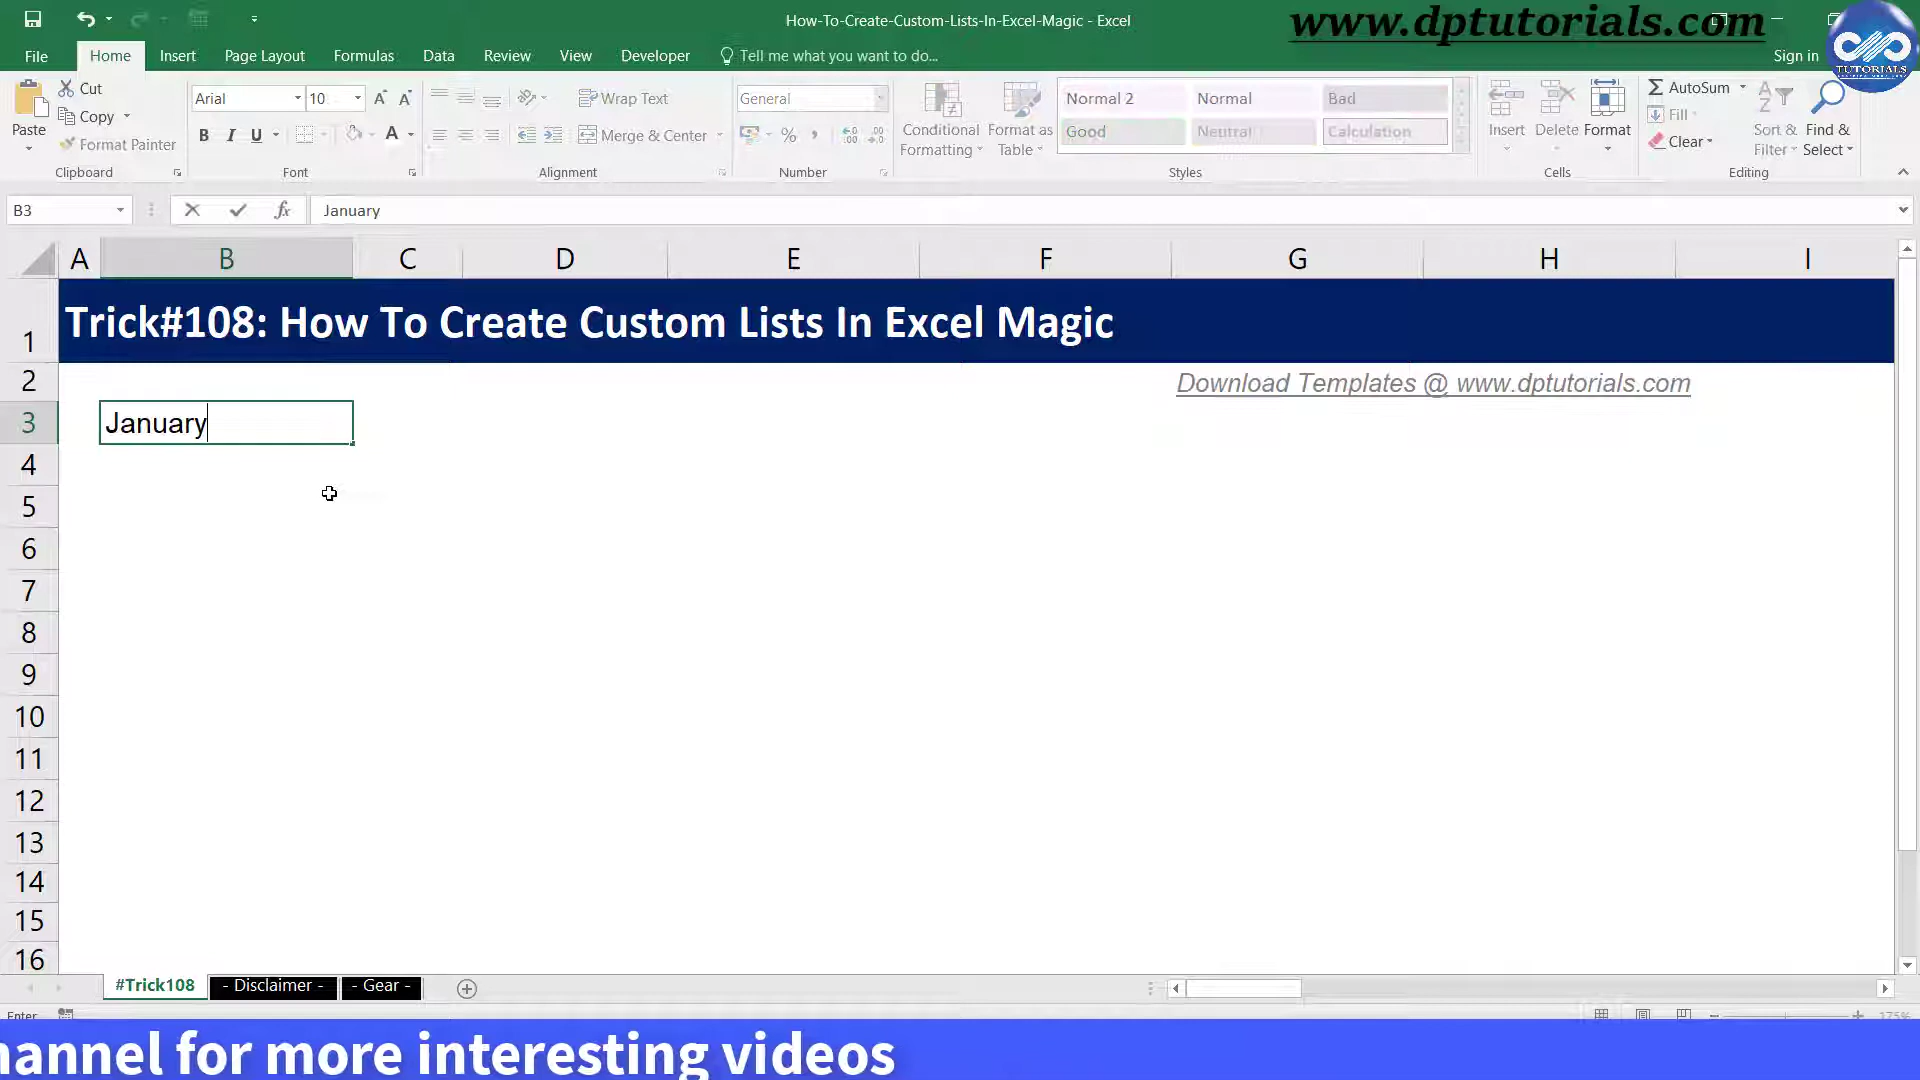 How-To-Create-Custom-Lists-In-Excel-Magic - Excel
www.dptutorials.com
TUTORIALS
File Home Insert Page Layout Formulas Data Review View Developer Tell me what you want to do... Sign in
Cut
Copy
Format Painter
Paste
Clipboard
Arial 10
B I U A
Font
Wrap Text
Merge & Center
Alignment
General
% ,
Number
Conditional Formatting
Format as Table
Normal 2 Normal Bad
Good Neutral Calculation
Styles
Insert Delete Format
Cells
AutoSum
Fill
Clear
Sort & Filter
Find & Select
Editing
B3 fx January
A B C D E F G H I
1 Trick#108: How To Create Custom Lists In Excel Magic
2 Download Templates @ www.dptutorials.com
3 January
4
5
6
7
8
9
10
11
12
13
14
15
16
#Trick108 - Disclaimer - - Gear -
Enter 175%
hannel for more interesting videos